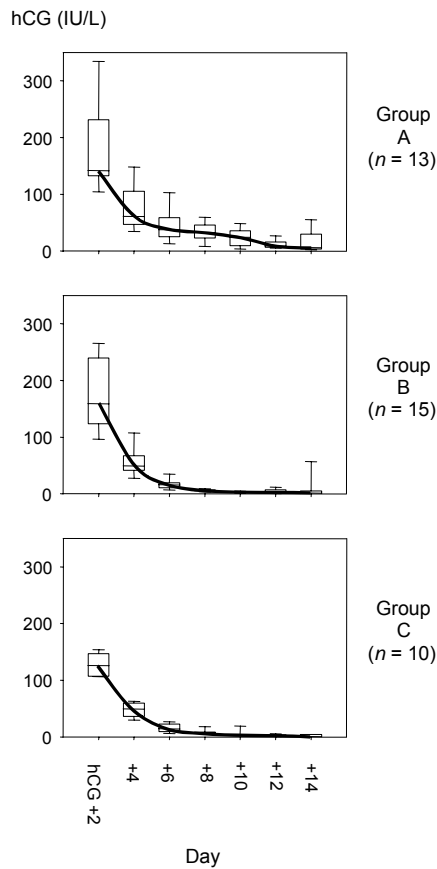 hCG (IU/L)
300
200
100
0
Group
A
(n = 13)
300
200
100
0
Group
B
(n = 15)
300
200
100
0
Group
C
(n = 10)
hCG +2
+4
+6
+8
+10
+12
+14
Day